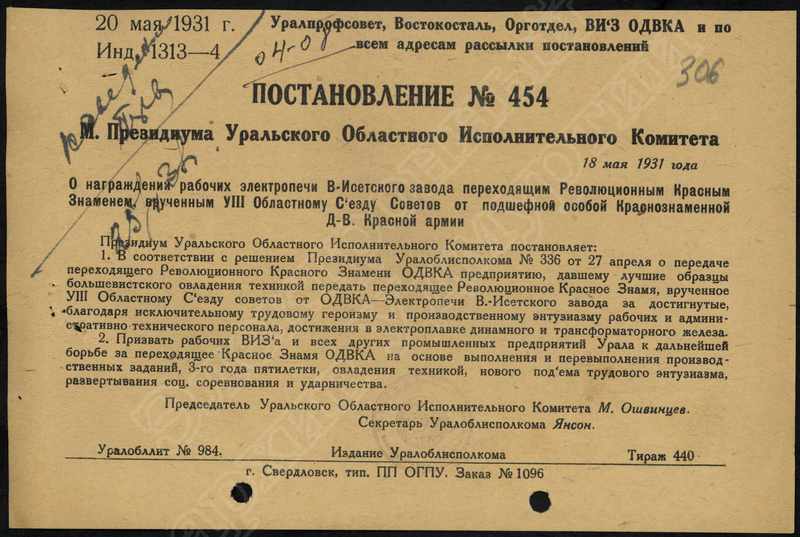 20 мая 1931 г.
Инд. 1313—4
Уралпрофсовет, Востокосталь, Орготдел, ВИ'З ОДВКА и по
всем адресам рассылки постановлений
04-08
306
ПОСТАНОВЛЕНИЕ № 454
М. Президиума Уральского Областного Исполнительного Комитета
18 мая 1931 года
О награждении рабочих электропечи В-Исетского завода переходящим Революционным Красным
Знаменем, врученным УIII Областному С'езду Советов от подшефной особой Краснознаменной
Д-В. Красной армии
Президиум Уральского Областного Исполнительного Комитета постановляет:
1. В соответствии с решением Президиума Уралоблисполкома № 336 от 27 апреля о передаче
переходящего Революционного Красного Знамени ОДВКА предприятию, давшему лучшие образцы
большевистского овладения техникой передать переходящее Революционное Красное Знамя, врученное
УIII Областному С'езду советов от ОДВКА—Электропечи В.-Исетского завода за достигнутые,
благодаря исключительному трудовому героизму и производственному энтузиазму рабочих и админи-
стративно технического персонала, достижения в электроплавке динамного и трансформаторного железа.
2. Призвать рабочих ВИЗ'а и всех других промышленных предприятий Урала к дальнейшей
борьбе за переходящее Красное Знамя ОДВКА на основе выполнения и перевыполнения производ-
ственных заданий, 3-го года пятилетки, овладения техникой, нового под'ема трудового энтузиазма,
развертывания соц. соревнования и ударничества.
Председатель Уральского Областного Исполнительного Комитета М. Ошвинцев.
Секретарь Уралоблисполкома Янсон.
Уралобллит № 984.
Издание Уралоблисполкома
Тираж 440
г. Свердловск, тип. ПП ОГПУ. Заказ № 1096